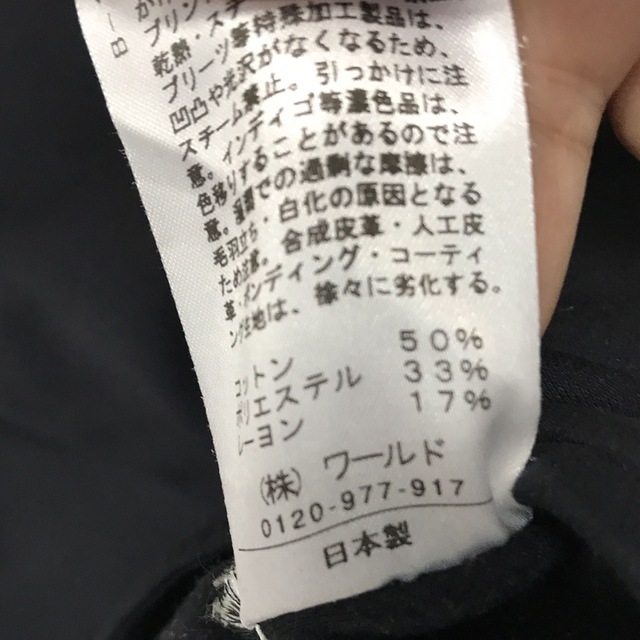 プリン
乾熱・ス
プリーツ等特殊加工製品は、
凹凸や光沢がなくなるため、
スチーム禁止。引っかけに注
意。インディゴ等濃色品は、
色移りすることがあるので注
意。着用での過剰な摩擦は、
毛羽立ち・白化の原因となる
ため注意。合成皮革・人工皮
革・ボンディング・コーティ
ング生地は、徐々に劣化する。
コットン 50%
ポリエステル 33%
レーヨン 17%
(株) ワールド
0120-977-917
日本製